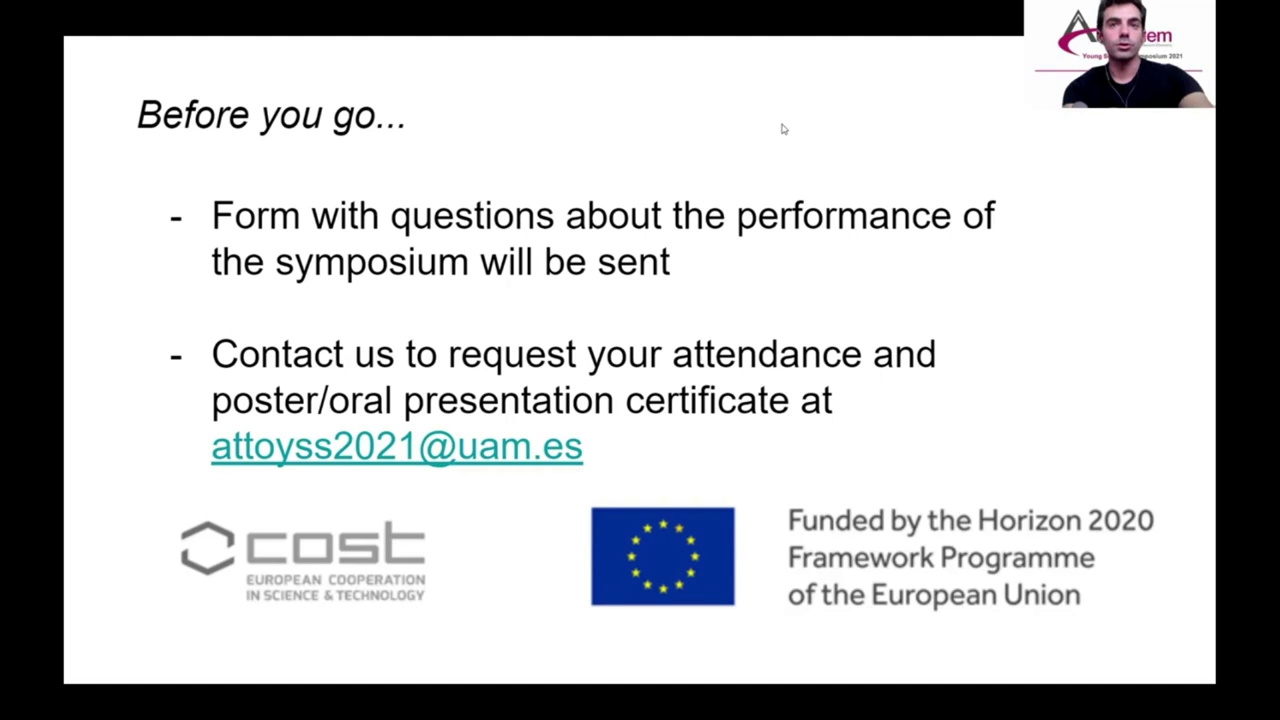 Before you go...
- Form with questions about the performance of
the symposium will be sent
- Contact us to request your attendance and
poster/oral presentation certificate at
attoyss2021@uam.es
cost
EUROPEAN COOPERATION
IN SCIENCE & TECHNOLOGY
Funded by the Horizon 2020
Framework Programme
of the European Union